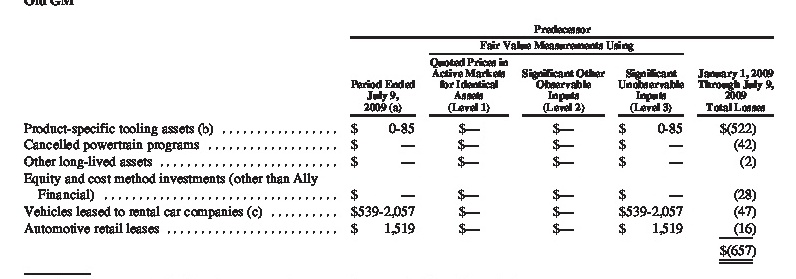 Old GM
Predecessor
Fair Value Measurements Using
Period Ended July 9, 2009 (a) Quoted Prices in Active Markets for Identical Assets (Level 1) Significant Other Observable Inputs (Level 2) Significant Unobservable Inputs (Level 3) January 1, 2009 Through July 9, 2009 Total Losses
Product-specific tooling assets (b) ................. $ 0-85 $— $— $ 0-85 $(522)
Cancelled powertrain programs .................. $ — $— $— $ — (42)
Other long-lived assets .......................... $ — $— $— $ — (2)
Equity and cost method investments (other than Ally
Financial) .................................. $ — $— $— $ — (28)
Vehicles leased to rental car companies (c) .......... $539-2,057 $— $— $539-2,057 (47)
Automotive retail leases ......................... $ 1,519 $— $— $ 1,519 (16)
$(657)